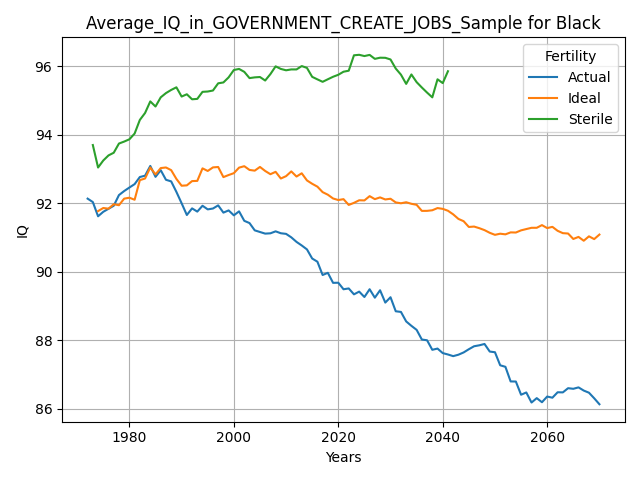 Average_IQ_in_GOVERNMENT_CREATE_JOBS_Sample for Black
Fertility
Actual
Ideal
Sterile
IQ
96
94
92
90
88
86
1980
2000
2020
2040
2060
Years